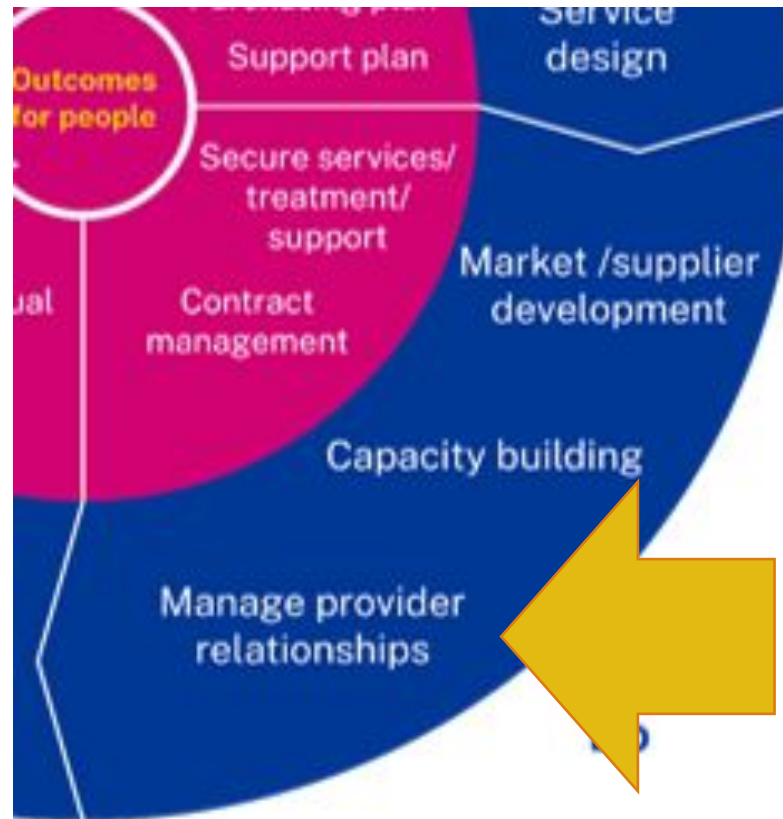 Service
design
Support plan
Outcomes
for people
Secure services/
treatment/
support
Market /supplier
development
Contract
management
Capacity building
Manage provider
relationships